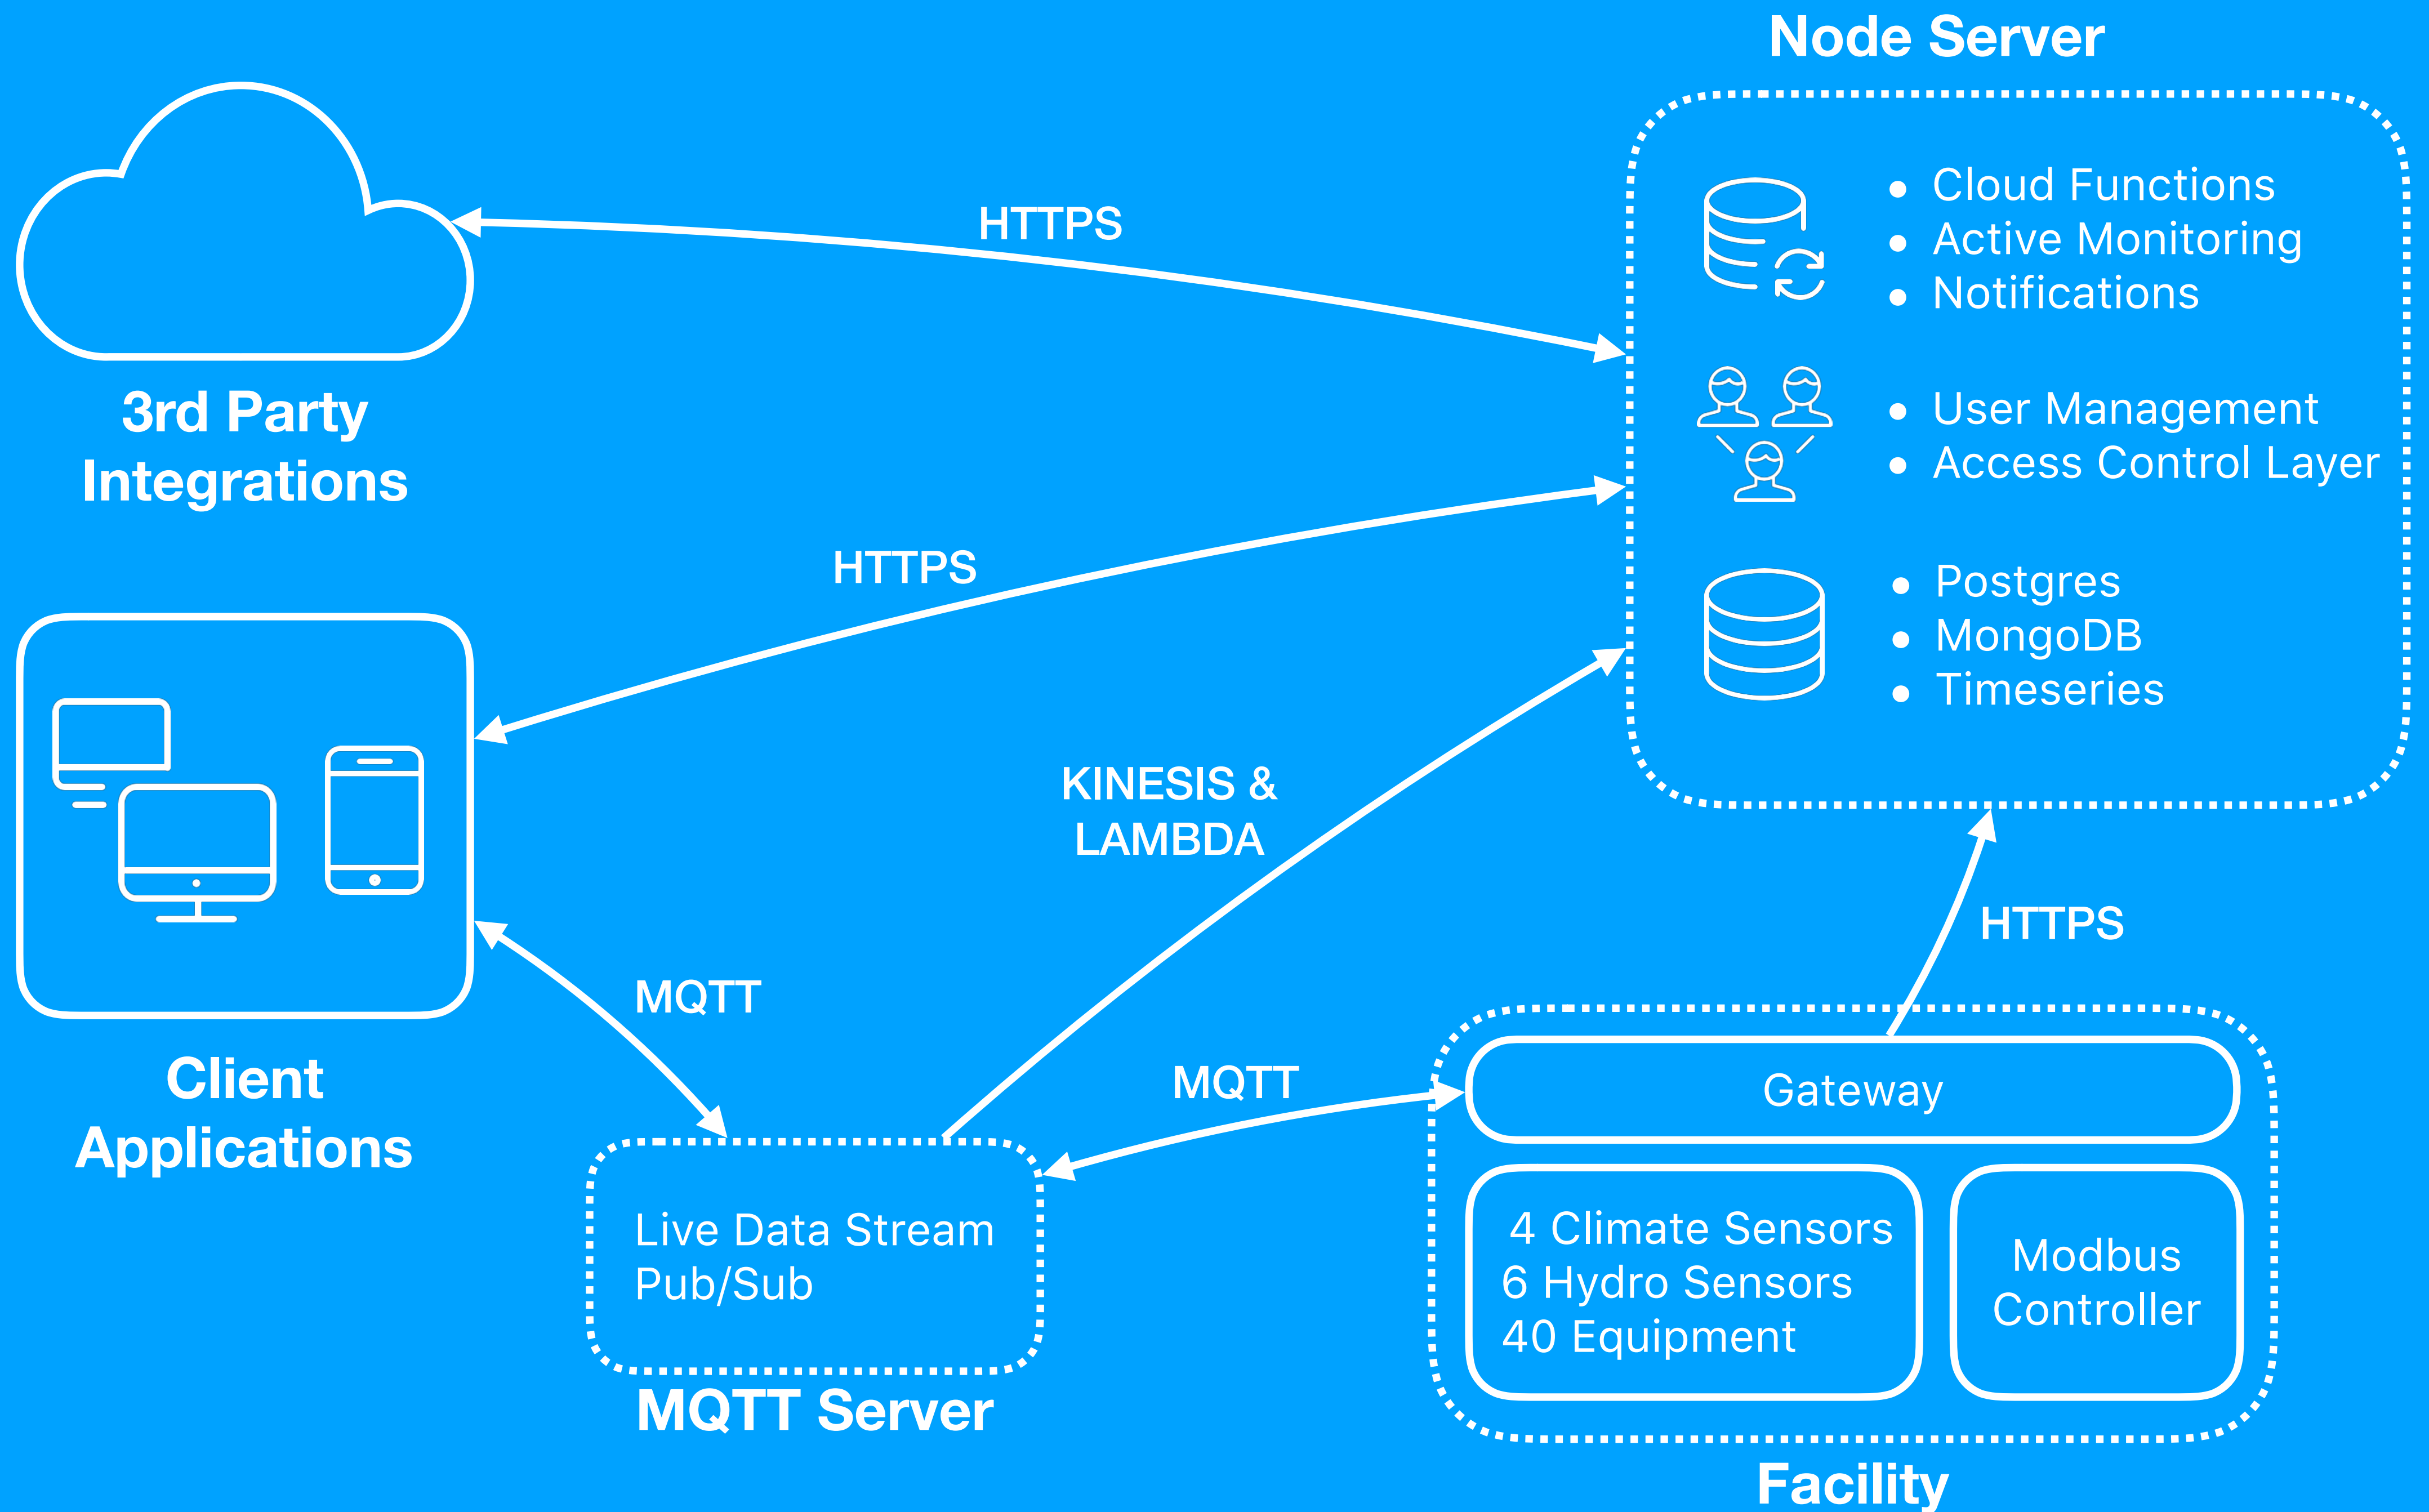 Node Server
Cloud Functions
Active Monitoring
Notifications
User Management
Access Control Layer
Postgres
MongoDB
Timeseries
HTTPS
3rd Party
Integrations
HTTPS
KINESIS &
LAMBDA
HTTPS
MQTT
Client
Applications
MQTT
Live Data Stream
Pub/Sub
MQTT Server
Gateway
4 Climate Sensors
6 Hydro Sensors
40 Equipment
Modbus
Controller
Facility